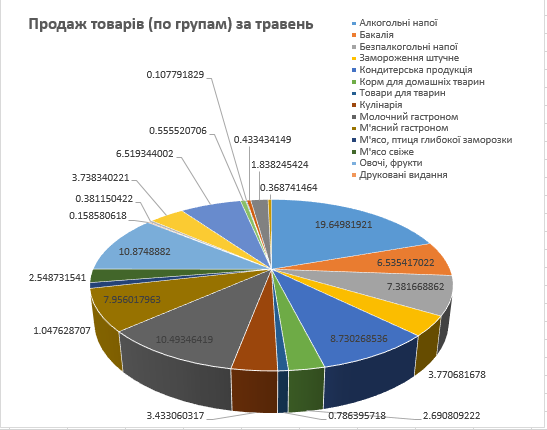 Продаж товарів (по групам) за травень
Алкогольні напої
Бакалія
Безпалкогольні напої
Замороження штучне
Кондитерська продукція
Корм для домашніх тварин
Товари для тварин
Кулінарія
Молочний гастроном
М'ясний гастроном
М'ясо, птиця глибокої заморозки
М'ясо свіже
Овочі, фрукти
Друковані видання
0.107791829
0.555520706
0.433434149
6.519344002
1.838245424
3.738340221
0.368741464
0.381150422
0.158580618
19.64981921
10.8748882
6.535417022
2.548731541
7.381668862
7.956017963
1.047628707
10.49346419
8.730268536
3.770681678
3.433060317
0.786395718
2.690809222